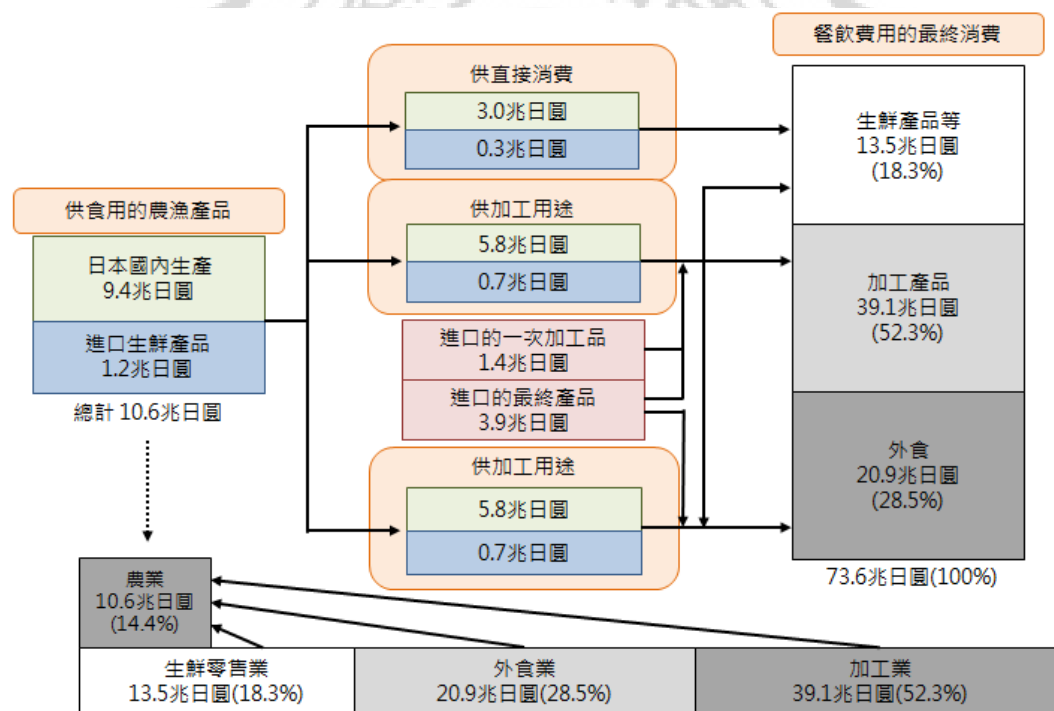 餐飲費用的最終消費
供直接消費
3.0兆日圓
0.3兆日圓
生鮮產品等
13.5兆日圓
(18.3%)
供食用的農漁產品
日本國內生產
9.4兆日圓
進口生鮮產品
1.2兆日圓
總計 10.6兆日圓
供加工用途
5.8兆日圓
0.7兆日圓
加工產品
39.1兆日圓
(52.3%)
進口的一次加工品
1.4兆日圓
進口的最終產品
3.9兆日圓
供加工用途
5.8兆日圓
0.7兆日圓
外食
20.9兆日圓
(28.5%)
73.6兆日圓(100%)
農業
10.6兆日圓
(14.4%)
生鮮零售業
13.5兆日圓(18.3%)
外食業
20.9兆日圓(28.5%)
加工業
39.1兆日圓(52.3%)